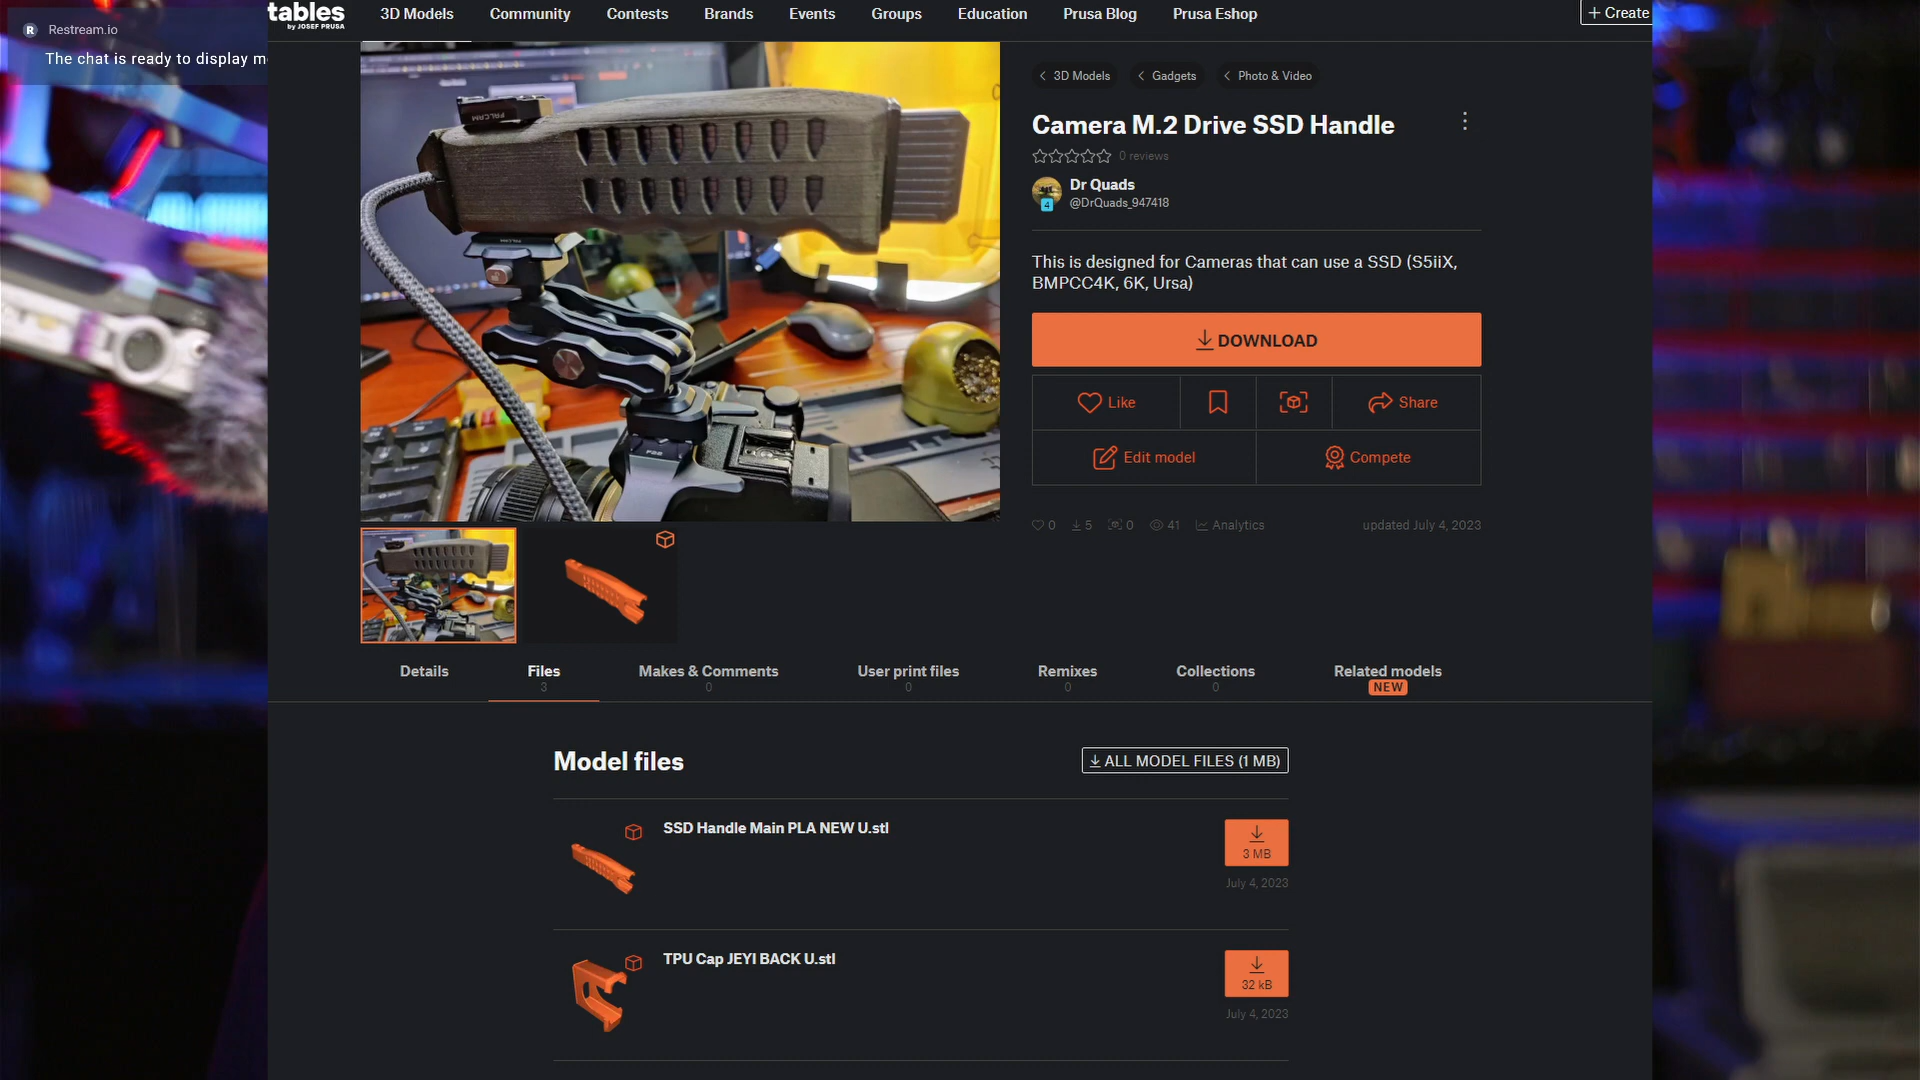 R Restream.io
The chat is ready to display m
tables
by JOSEF PRUSA
3D Models
Community
Contests
Brands
Events
Groups
Education
Prusa Blog
Prusa Eshop
+ Create
FALCAM
FALCAM
F22
3D Models
Gadgets
Photo & Video
Camera M.2 Drive SSD Handle
0 reviews
Dr Quads
4
@DrQuads_947418
This is designed for Cameras that can use a SSD (S5iiX,
BMPCC4K, 6K, Ursa)
DOWNLOAD
Like
Share
Edit model
Compete
0 5 0 41 Analytics
updated July 4, 2023
Details
Files
3
Makes & Comments
0
User print files
0
Remixes
0
Collections
0
Related models
NEW
Model files
ALL MODEL FILES (1 MB)
SSD Handle Main PLA NEW U.stl
3 MB
July 4, 2023
TPU Cap JEYI BACK U.stl
32 kB
July 4, 2023